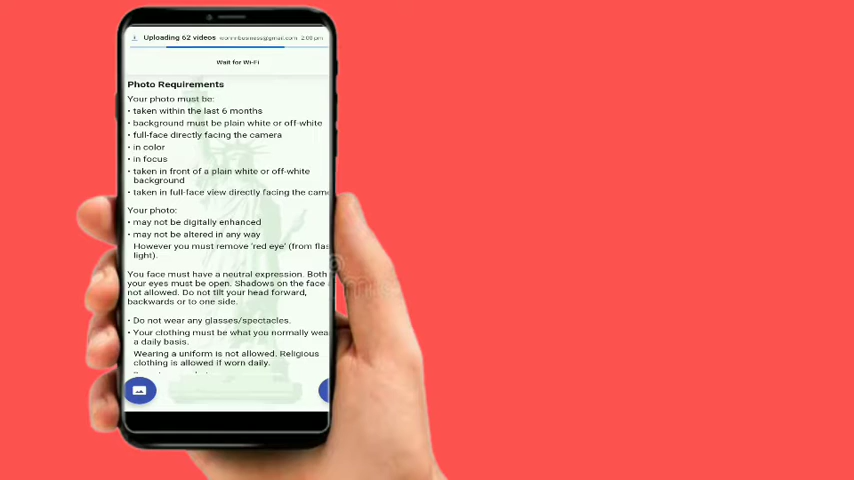 Uploading 62 videos
2:09 pm
Wait for Wi-Fi
Photo Requirements
Your photo must be:
• taken within the last 6 months
• background must be plain white or off-white
• full-face directly facing the camera
• in color
• in focus
• taken in front of a plain white or off-white
background
• taken in full-face view directly facing the came
Your photo:
• may not be digitally enhanced
• may not be altered in any way
However you must remove 'red eye' (from flas
light).
You face must have a neutral expression. Both
your eyes must be open. Shadows on the face
not allowed. Do not tilt your head forward,
backwards or to one side.
• Do not wear any glasses/spectacles.
• Your clothing must be what you normally wea
a daily basis.
Wearing a uniform is not allowed. Religious
clothing is allowed if worn daily.